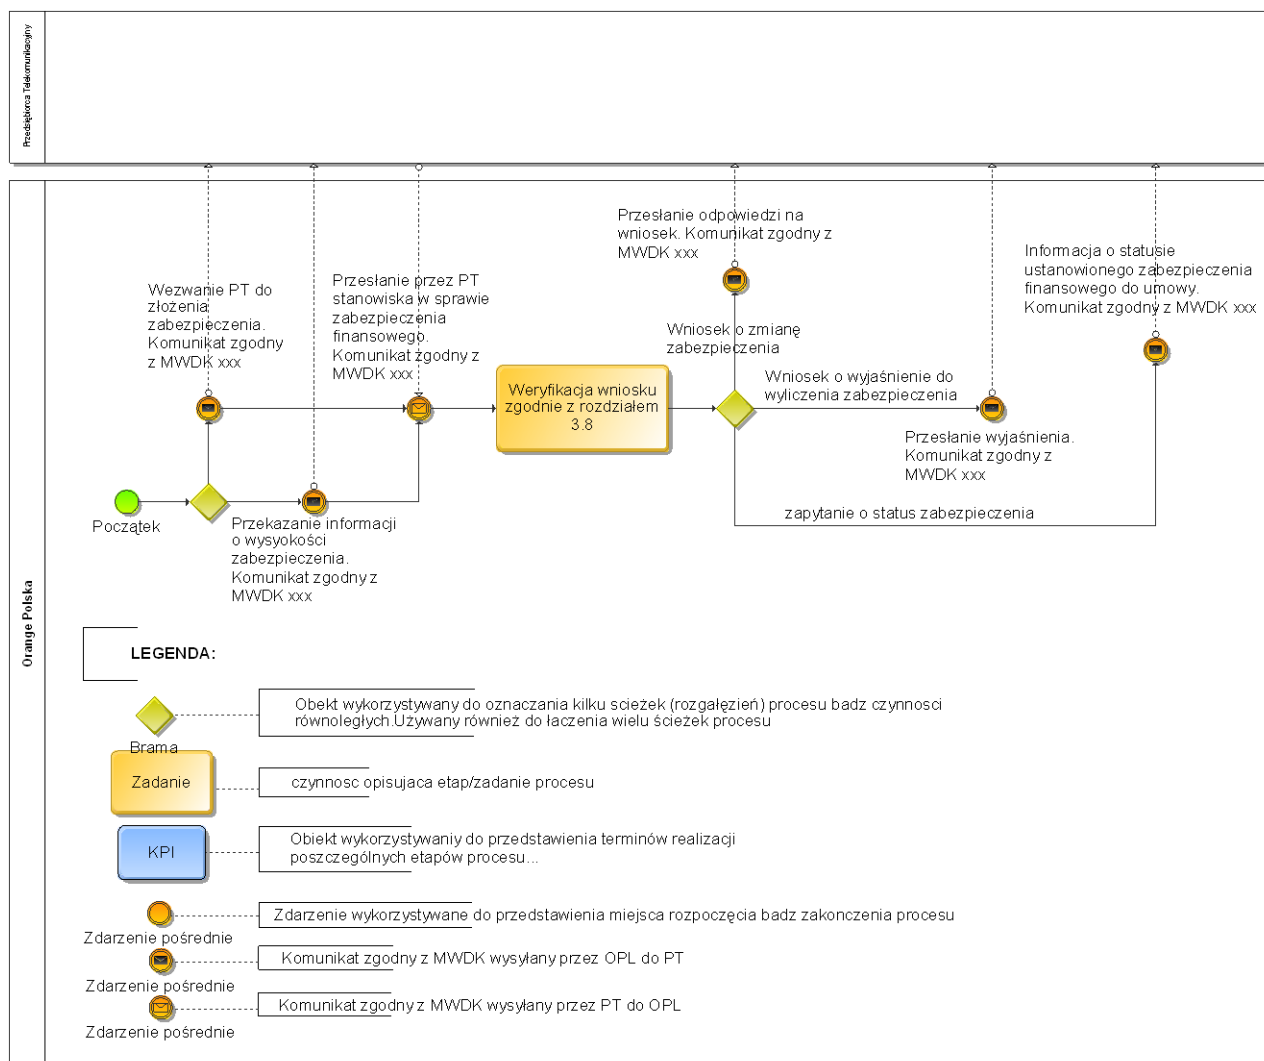 Przedsiębiorca Telekomunikacyjny
Orange Polska
Wezwanie PT do
złożenia
zabezpieczenia.
Komunikat zgodny
z MWDK xxx
Przesłanie przez PT
stanowiska w sprawie
zabezpieczenia
finansowego.
Komunikat zgodny z
MWDK xxx
Przesłanie odpowiedzi na
wniosek. Komunikat zgodny z
MWDK xxx
Informacja o statusie
ustanowionego zabezpieczenia
finansowego do umowy.
Komunikat zgodny z MWDK xxx
Wniosek o zmianę
zabezpieczenia
Weryfikacja wniosku
zgodnie z rozdziałem
3.8
Wniosek o wyjaśnienie do
wyliczenia zabezpieczenia
Przesłanie wyjaśnienia.
Komunikat zgodny z
MWDK xxx
Początek
Przekazanie informacji
o wysyokości
zabezpieczenia.
Komunikat zgodny z
MWDK xxx
zapytanie o status zabezpieczenia
LEGENDA:
Obekt wykorzystywany do oznaczania kilku scieżek (rozgałęzień) procesu badz czynnosci
równoległych.Używany również do łaczenia wielu ścieżek procesu
Brama
Zadanie
czynnosc opisujaca etap/zadanie procesu
KPI
Obiekt wykorzystywaniy do przedstawienia terminów realizacji
poszczególnych etapów procesu...
Zdarzenie wykorzystywane do przedstawienia miejsca rozpoczęcia badz zakonczenia procesu
Zdarzenie pośrednie
Komunikat zgodny z MWDK wysyłany przez OPL do PT
Zdarzenie pośrednie
Komunikat zgodny z MWDK wysyłany przez PT do OPL
Zdarzenie pośrednie